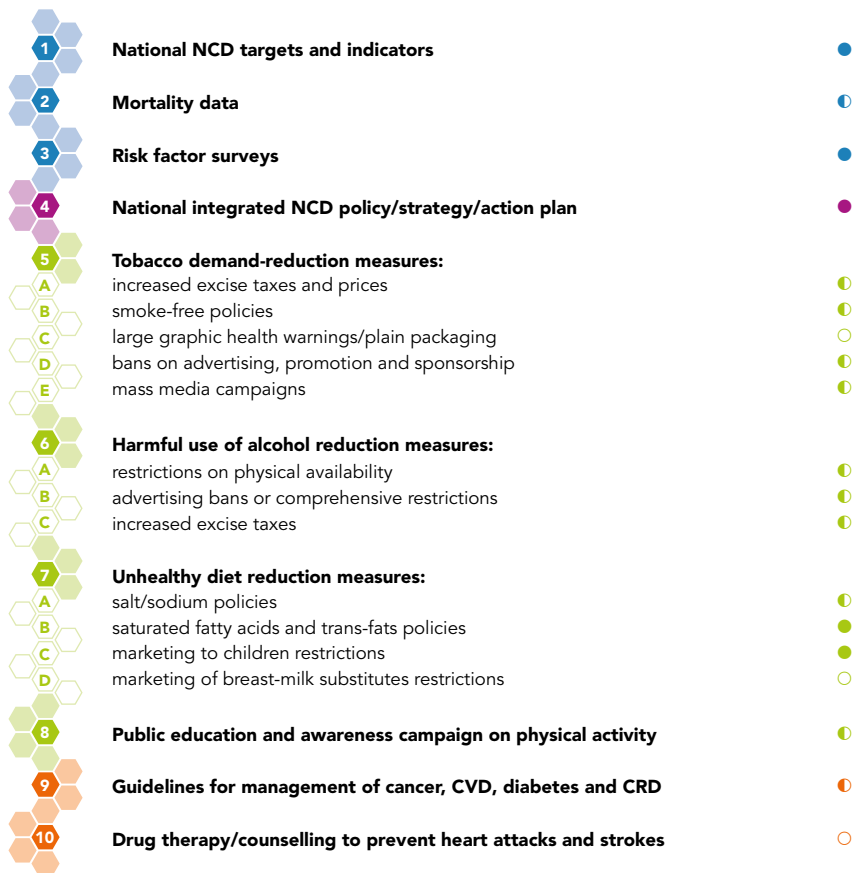 1 National NCD targets and indicators
2 Mortality data
3 Risk factor surveys
4 National integrated NCD policy/strategy/action plan
5 Tobacco demand-reduction measures:
A increased excise taxes and prices
B smoke-free policies
C large graphic health warnings/plain packaging
D bans on advertising, promotion and sponsorship
E mass media campaigns
6 Harmful use of alcohol reduction measures:
A restrictions on physical availability
B advertising bans or comprehensive restrictions
C increased excise taxes
7 Unhealthy diet reduction measures:
A salt/sodium policies
B saturated fatty acids and trans-fats policies
C marketing to children restrictions
D marketing of breast-milk substitutes restrictions
8 Public education and awareness campaign on physical activity
9 Guidelines for management of cancer, CVD, diabetes and CRD
10 Drug therapy/counselling to prevent heart attacks and strokes